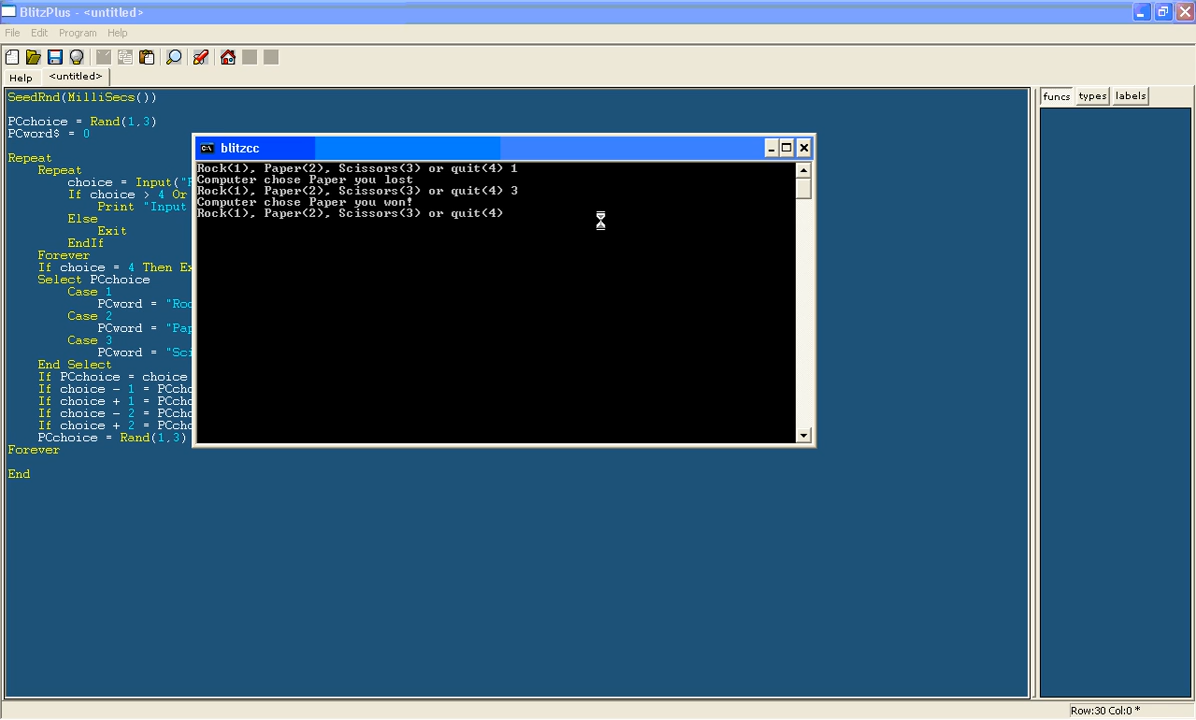 BlitzPlus - <untitled>
File Edit Program Help
Help <untitled>
funcs types labels
SeedRnd(MilliSecs())
PCchoice = Rand(1,3)
PCword$ = 0
Repeat
Repeat
choice = Input("
If choice > 4 Or
Print "Input
Else
Exit
EndIf
Forever
If choice = 4 Then Ex
Select PCchoice
Case 1
PCword = "Roc
Case 2
PCword = "Pap
Case 3
PCword = "Sci
End Select
If PCchoice = choice
If choice - 1 = PCcho
If choice + 1 = PCcho
If choice - 2 = PCcho
If choice + 2 = PCcho
PCchoice = Rand(1,3)
Forever
End
blitzcc
Rock(1), Paper(2), Scissors(3) or quit(4) 1
Computer chose Paper you lost
Rock(1), Paper(2), Scissors(3) or quit(4) 3
Computer chose Paper you won!
Rock(1), Paper(2), Scissors(3) or quit(4)
Row:30 Col:0 *